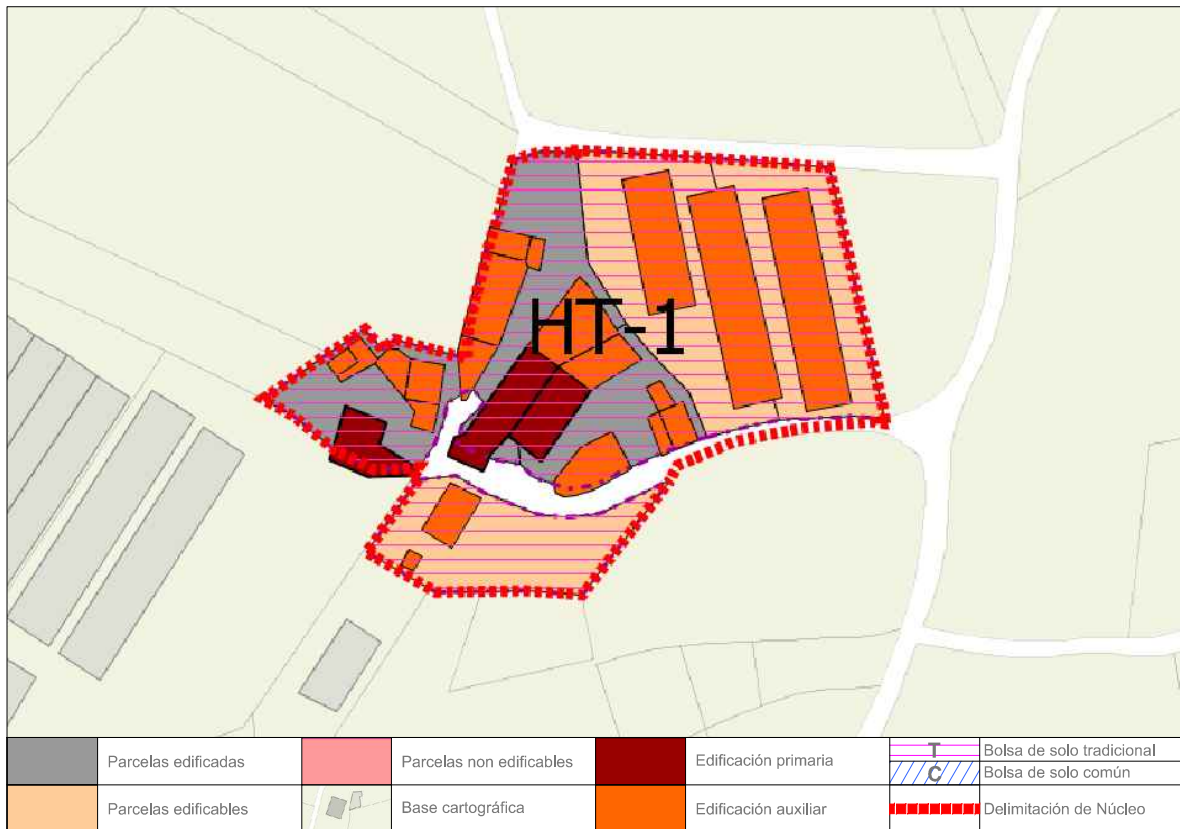 HT-1
Parcelas edificadas
Parcelas non edificables
Edificación primaria
T
Bolsa de solo tradicional
C
Bolsa de solo común
Parcelas edificables
Base cartográfica
Edificación auxiliar
Delimitación de Núcleo